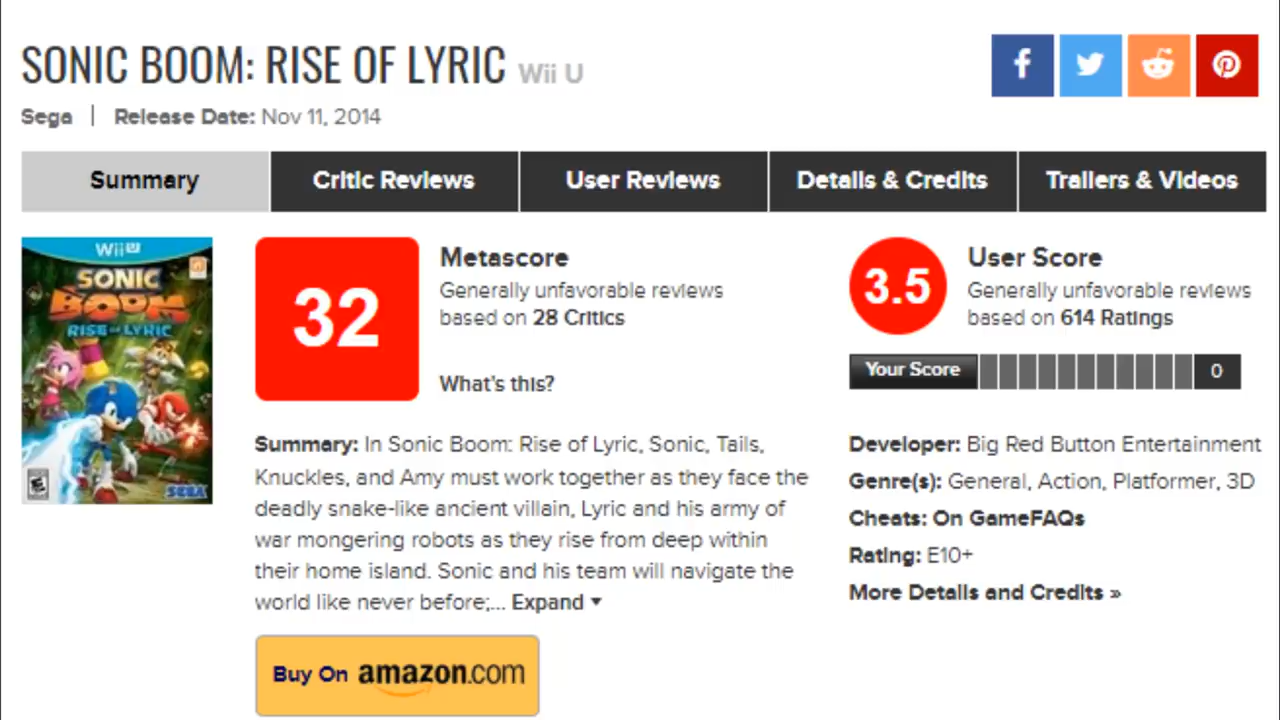 SONIC BOOM: RISE OF LYRIC Wii U
Sega | Release Date: Nov 11, 2014
Summary
Critic Reviews
User Reviews
Details & Credits
Trailers & Videos
Wii U
SONIC
BOOM
RISE OF LYRIC
SEGA
32
Metascore
Generally unfavorable reviews
based on 28 Critics
What's this?
3.5
User Score
Generally unfavorable reviews
based on 614 Ratings
Your Score 0
Summary: In Sonic Boom: Rise of Lyric, Sonic, Tails,
Knuckles, and Amy must work together as they face the
deadly snake-like ancient villain, Lyric and his army of
war mongering robots as they rise from deep within
their home island. Sonic and his team will navigate the
world like never before;... Expand ▼
Buy On amazon.com
Developer: Big Red Button Entertainment
Genre(s): General, Action, Platformer, 3D
Cheats: On GameFAQs
Rating: E10+
More Details and Credits »